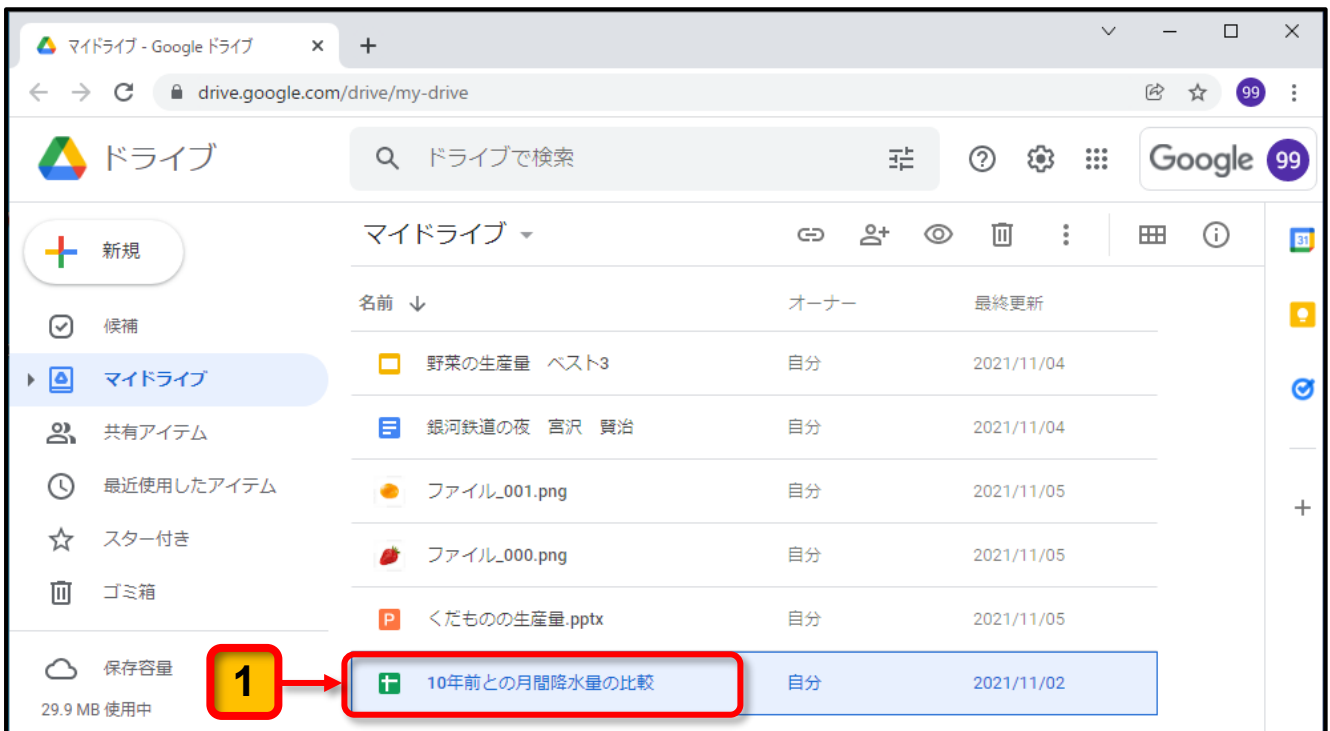 マイドライブ - Google ドライブ
drive.google.com/drive/my-drive
99
ドライブ
ドライブで検索
Google 99
新規
マイドライブ
31
名前 オーナー 最終更新
候補
マイドライブ
共有アイテム
最近使用したアイテム
スター付き
ゴミ箱
保存容量
29.9 MB 使用中
野菜の生産量　ベスト3 自分 2021/11/04
銀河鉄道の夜　宮沢　賢治 自分 2021/11/04
ファイル_001.png 自分 2021/11/05
ファイル_000.png 自分 2021/11/05
P くだものの生産量.pptx 自分 2021/11/05
1
10年前との月間降水量の比較 自分 2021/11/02